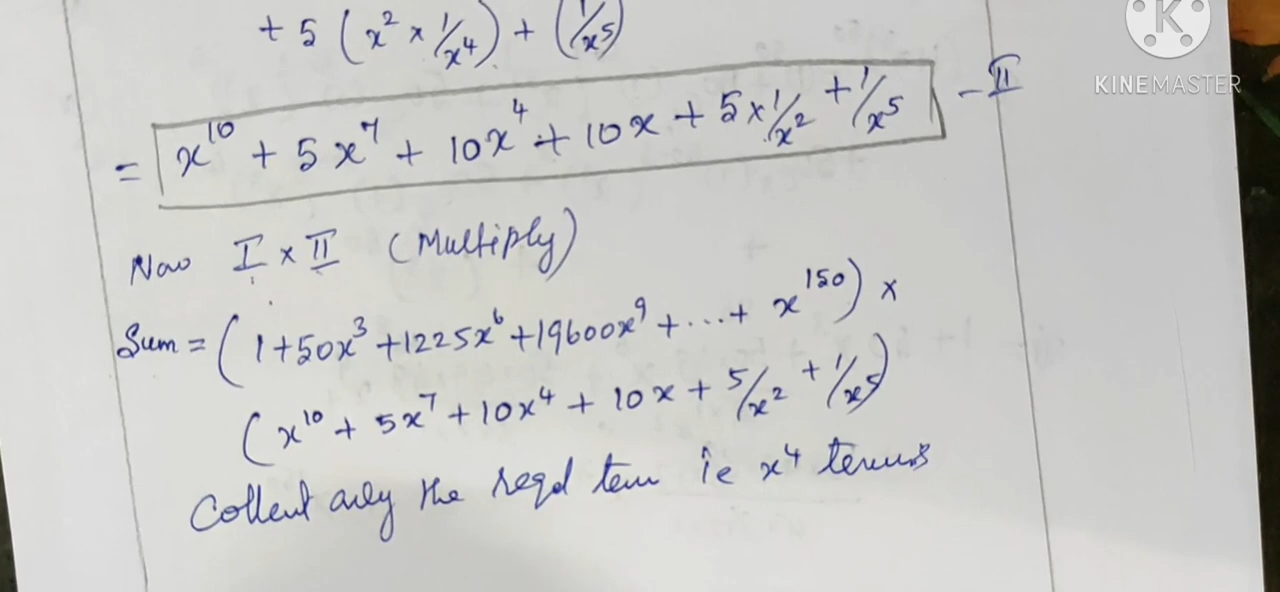 + 5 (x² × 1/x⁴) + (1/x⁵)
K
KINEMASTER
= x¹⁰ + 5x⁷ + 10x⁴ + 10x + 5×1/x² + 1/x⁵ - II
Now I × II (Multiply)
Sum = (1+50x³ +1225x⁶ +19600x⁹ +...+ x¹⁵⁰) ×
(x¹⁰ + 5x⁷ + 10x⁴ + 10x + 5/x² + 1/x⁵)
Collect only the reqd term ie x⁴ terms